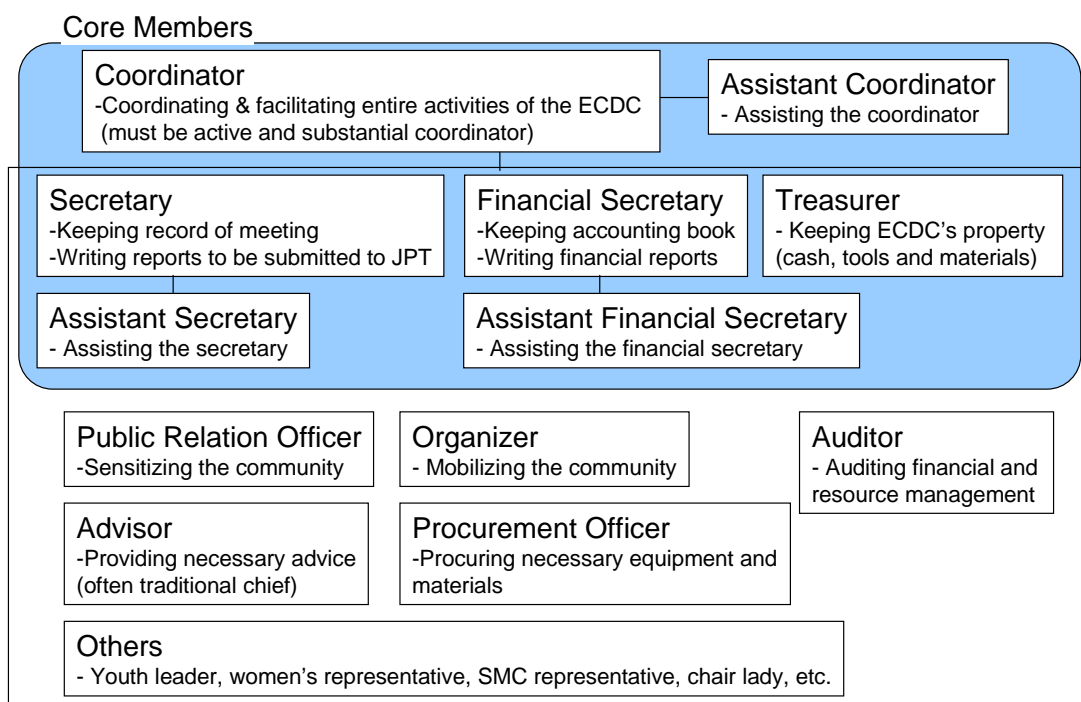 Core Members
Coordinator
-Coordinating & facilitating entire activities of the ECDC
(must be active and substantial coordinator)
Assistant Coordinator
- Assisting the coordinator
Secretary
-Keeping record of meeting
-Writing reports to be submitted to JPT
Financial Secretary
-Keeping accounting book
-Writing financial reports
Treasurer
- Keeping ECDC's property
(cash, tools and materials)
Assistant Secretary
- Assisting the secretary
Assistant Financial Secretary
- Assisting the financial secretary
Public Relation Officer
-Sensitizing the community
Organizer
- Mobilizing the community
Auditor
- Auditing financial and
resource management
Advisor
-Providing necessary advice
(often traditional chief)
Procurement Officer
-Procuring necessary equipment and
materials
Others
- Youth leader, women's representative, SMC representative, chair lady, etc.